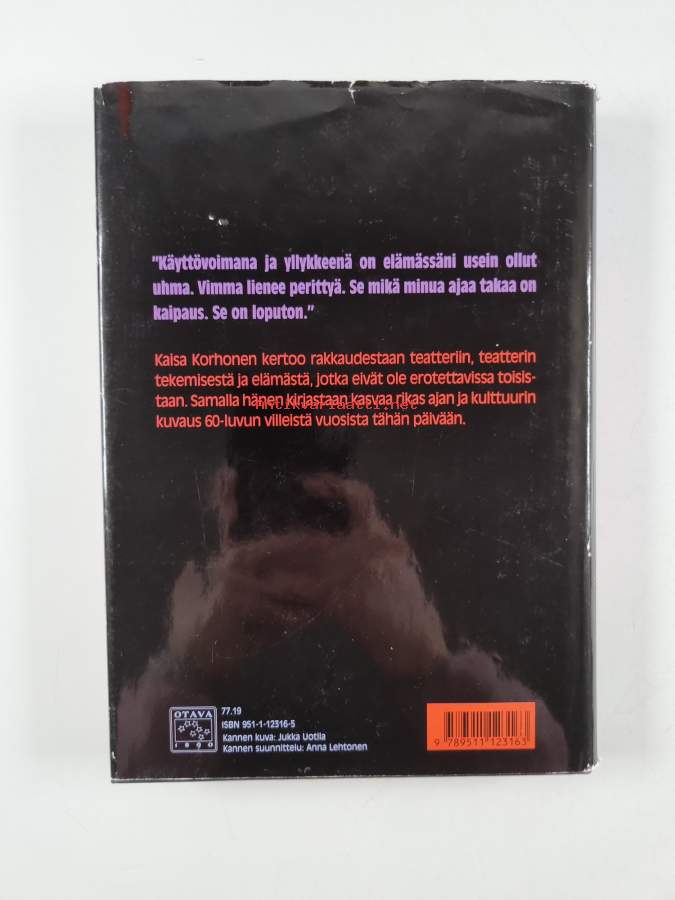 "Käyttövoimana ja yllykkeenä on elämässäni usein ollut
uhma. Vimma lienee perittyä. Se mikä minua ajaa takaa on
kaipaus. Se on loputon."
Kaisa Korhonen kertoo rakkaudestaan teatteriin, teatterin
tekemisestä ja elämästä, jotka eivät ole erotettavissa toisis-
taan. Samalla hänen kirjastaan kasvaa rikas ajan ja kulttuurin
antikvariaatti.net
kuvaus 60-luvun villeistä vuosista tähän päivään.
OTAVA
1890
77.19
ISBN 951-1-12316-5
Kannen kuva: Jukka Uotila
Kannen suunnittelu: Anna Lehtonen
9 789511 123163